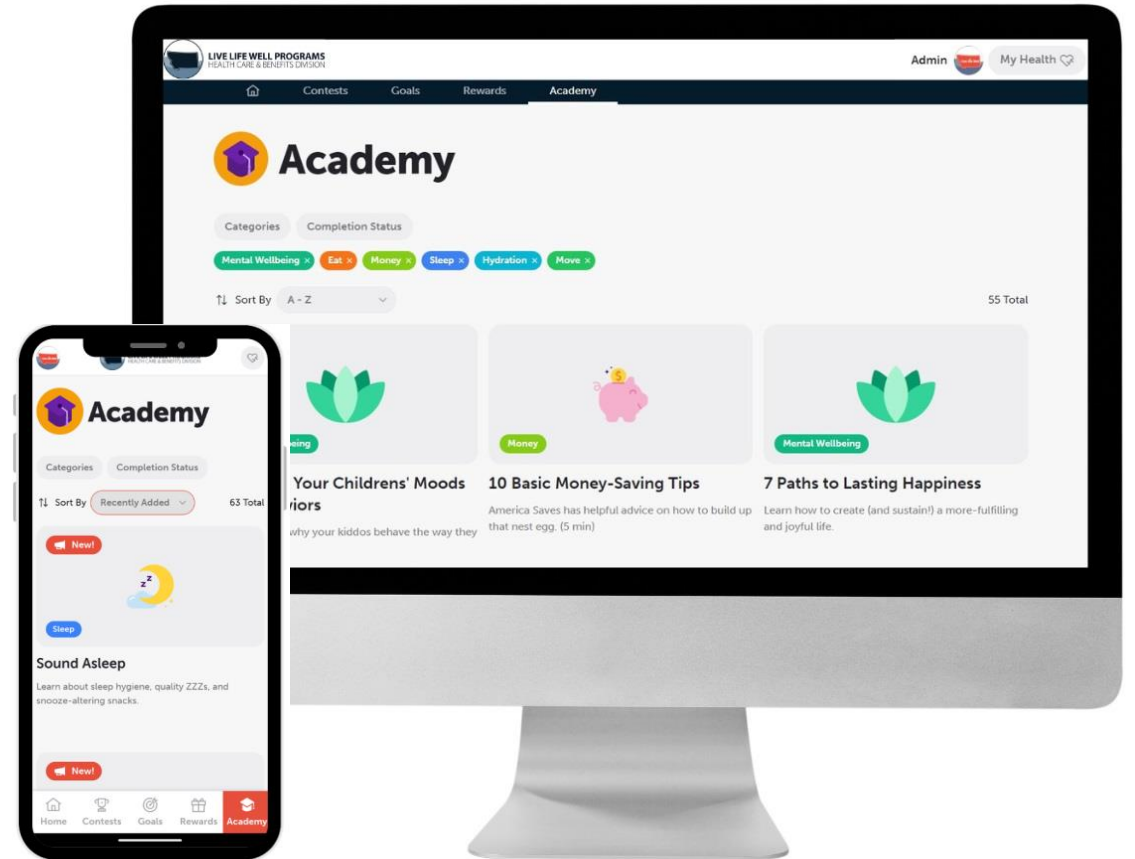 LIVE LIFE WELL PROGRAMS
HEALTH CARE & BENEFITS DIVISION
Admin
My Health
Contests
Goals
Rewards
Academy
Academy
Categories
Completion Status
Mental Wellbeing ×
Eat ×
Money ×
Sleep ×
Hydration ×
Move ×
Sort By
A - Z
55 Total
eing
Money
Mental Wellbeing
Your Childrens' Moods
viors
why your kiddos behave the way they
10 Basic Money-Saving Tips
America Saves has helpful advice on how to build up
that nest egg. (5 min)
7 Paths to Lasting Happiness
Learn how to create (and sustain!) a more-fulfilling
and joyful life.
HEALTH CARE & BENEFITS DIVISION
Academy
Categories
Completion Status
Sort By
Recently Added
63 Total
New!
z z
Sleep
Sound Asleep
Learn about sleep hygiene, quality ZZZs, and
snooze-altering snacks.
New!
Home
Contests
Goals
Rewards
Academy